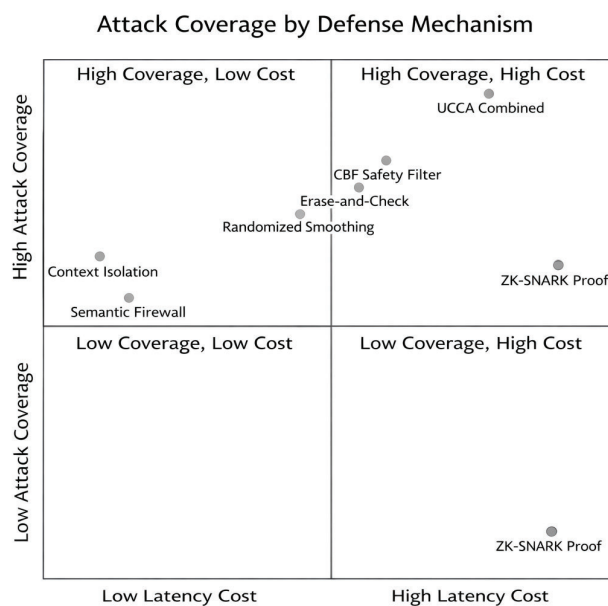 Attack Coverage by Defense Mechanism
High Coverage, Low Cost
High Coverage, High Cost
UCCA Combined
CBF Safety Filter
Erase-and-Check
Randomized Smoothing
Context Isolation
ZK-SNARK Proof
Semantic Firewall
High Attack Coverage
Low Coverage, Low Cost
Low Coverage, High Cost
ZK-SNARK Proof
Low Attack Coverage
Low Latency Cost
High Latency Cost